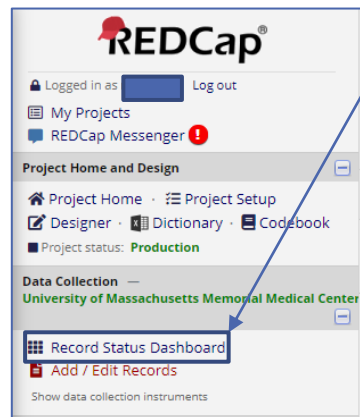 REDCap®
Logged in as Log out
My Projects
REDCap Messenger
Project Home and Design
Project Home · Project Setup
Designer · Dictionary · Codebook
Project status: Production
Data Collection —
University of Massachusetts Memorial Medical Center
Record Status Dashboard
Add / Edit Records
Show data collection instruments